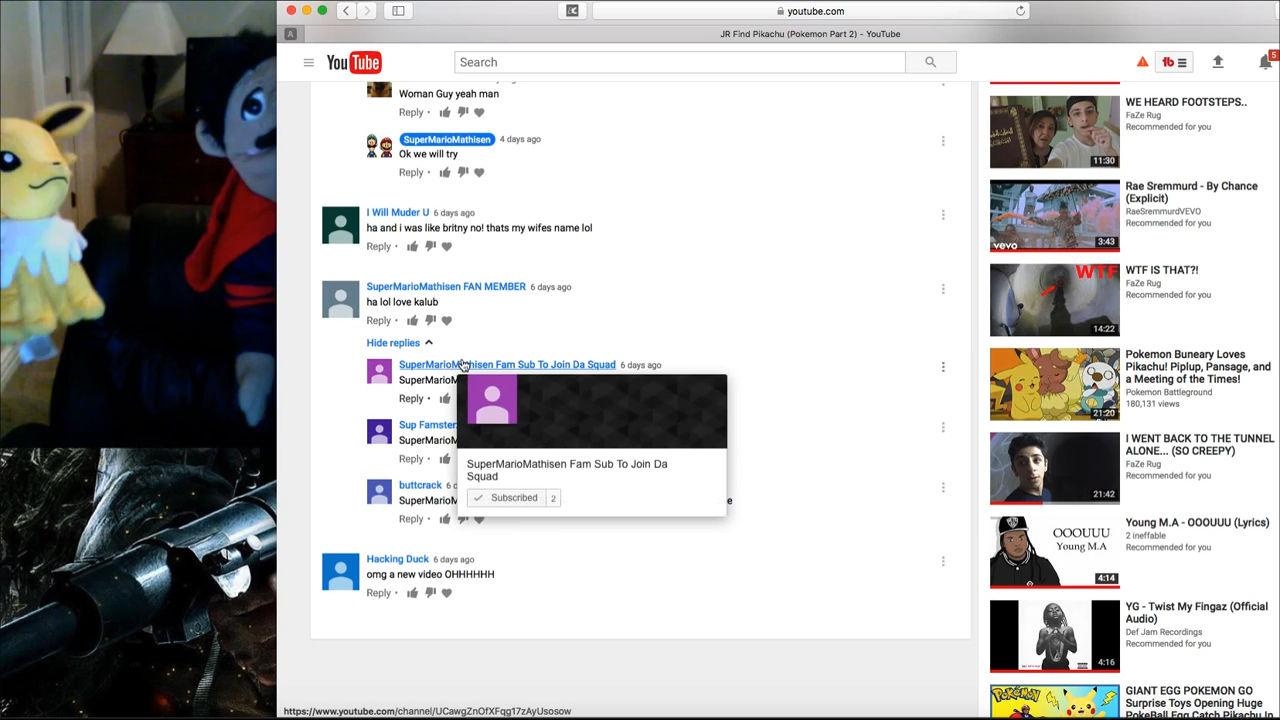 youtube.com
JR Find Pikachu (Pokemon Part 2) - YouTube
YouTube
Search
5
Woman Guy yeah man
Reply •
SuperMarioMathisen 4 days ago
Ok we will try
Reply •
I Will Muder U 6 days ago
ha and i was like britny no! thats my wifes name lol
Reply •
SuperMarioMathisen FAN MEMBER 6 days ago
ha lol love kalub
Reply •
Hide replies
SuperMarioMathisen Fam Sub To Join Da Squad 6 days ago
Reply •
SuperMarioMathisen Fam Sub To Join Da
Squad
Subscribed 2
Sup Famster
Reply •
buttcrack
Reply •
Hacking Duck 6 days ago
omg a new video OHHHHHH
Reply •
WE HEARD FOOTSTEPS..
FaZe Rug
Recommended for you
11:30
Rae Sremmurd - By Chance
(Explicit)
RaeSremmurdVEVO
Recommended for you
vevo
3:43
WTF IS THAT?!
FaZe Rug
Recommended for you
WTF
14:22
Pokemon Buneary Loves
Pikachu! Piplup, Pansage, and
a Meeting of the Times!
Pokemon Battleground
180,131 views
21:20
I WENT BACK TO THE TUNNEL
ALONE... (SO CREEPY)
FaZe Rug
Recommended for you
21:42
Young M.A - OOOUUU (Lyrics)
2 ineffable
Recommended for you
OOOUUU
Young M.A
4:14
YG - Twist My Fingaz (Official
Audio)
Def Jam Recordings
Recommended for you
4:16
GIANT EGG POKEMON GO
Surprise Toys Opening Huge
PokeBall Egg Catch Pikachu In
POKéMON
https://www.youtube.com/channel/UCawgZnOfXFqg17zAyUsosow